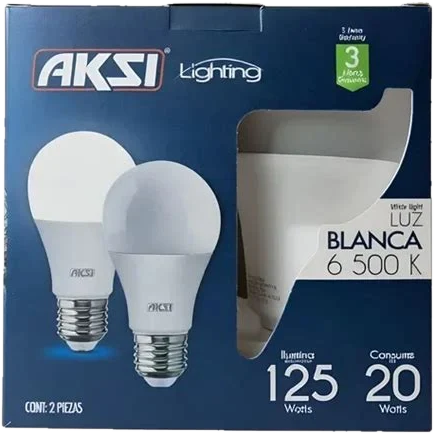 AKSI Lighting
3
White light
LUZ
BLANCA
6 500 K
AKSI
AKSI
Ilumina
Consume
125 20
Watts Watts
CONT: 2 PIEZAS